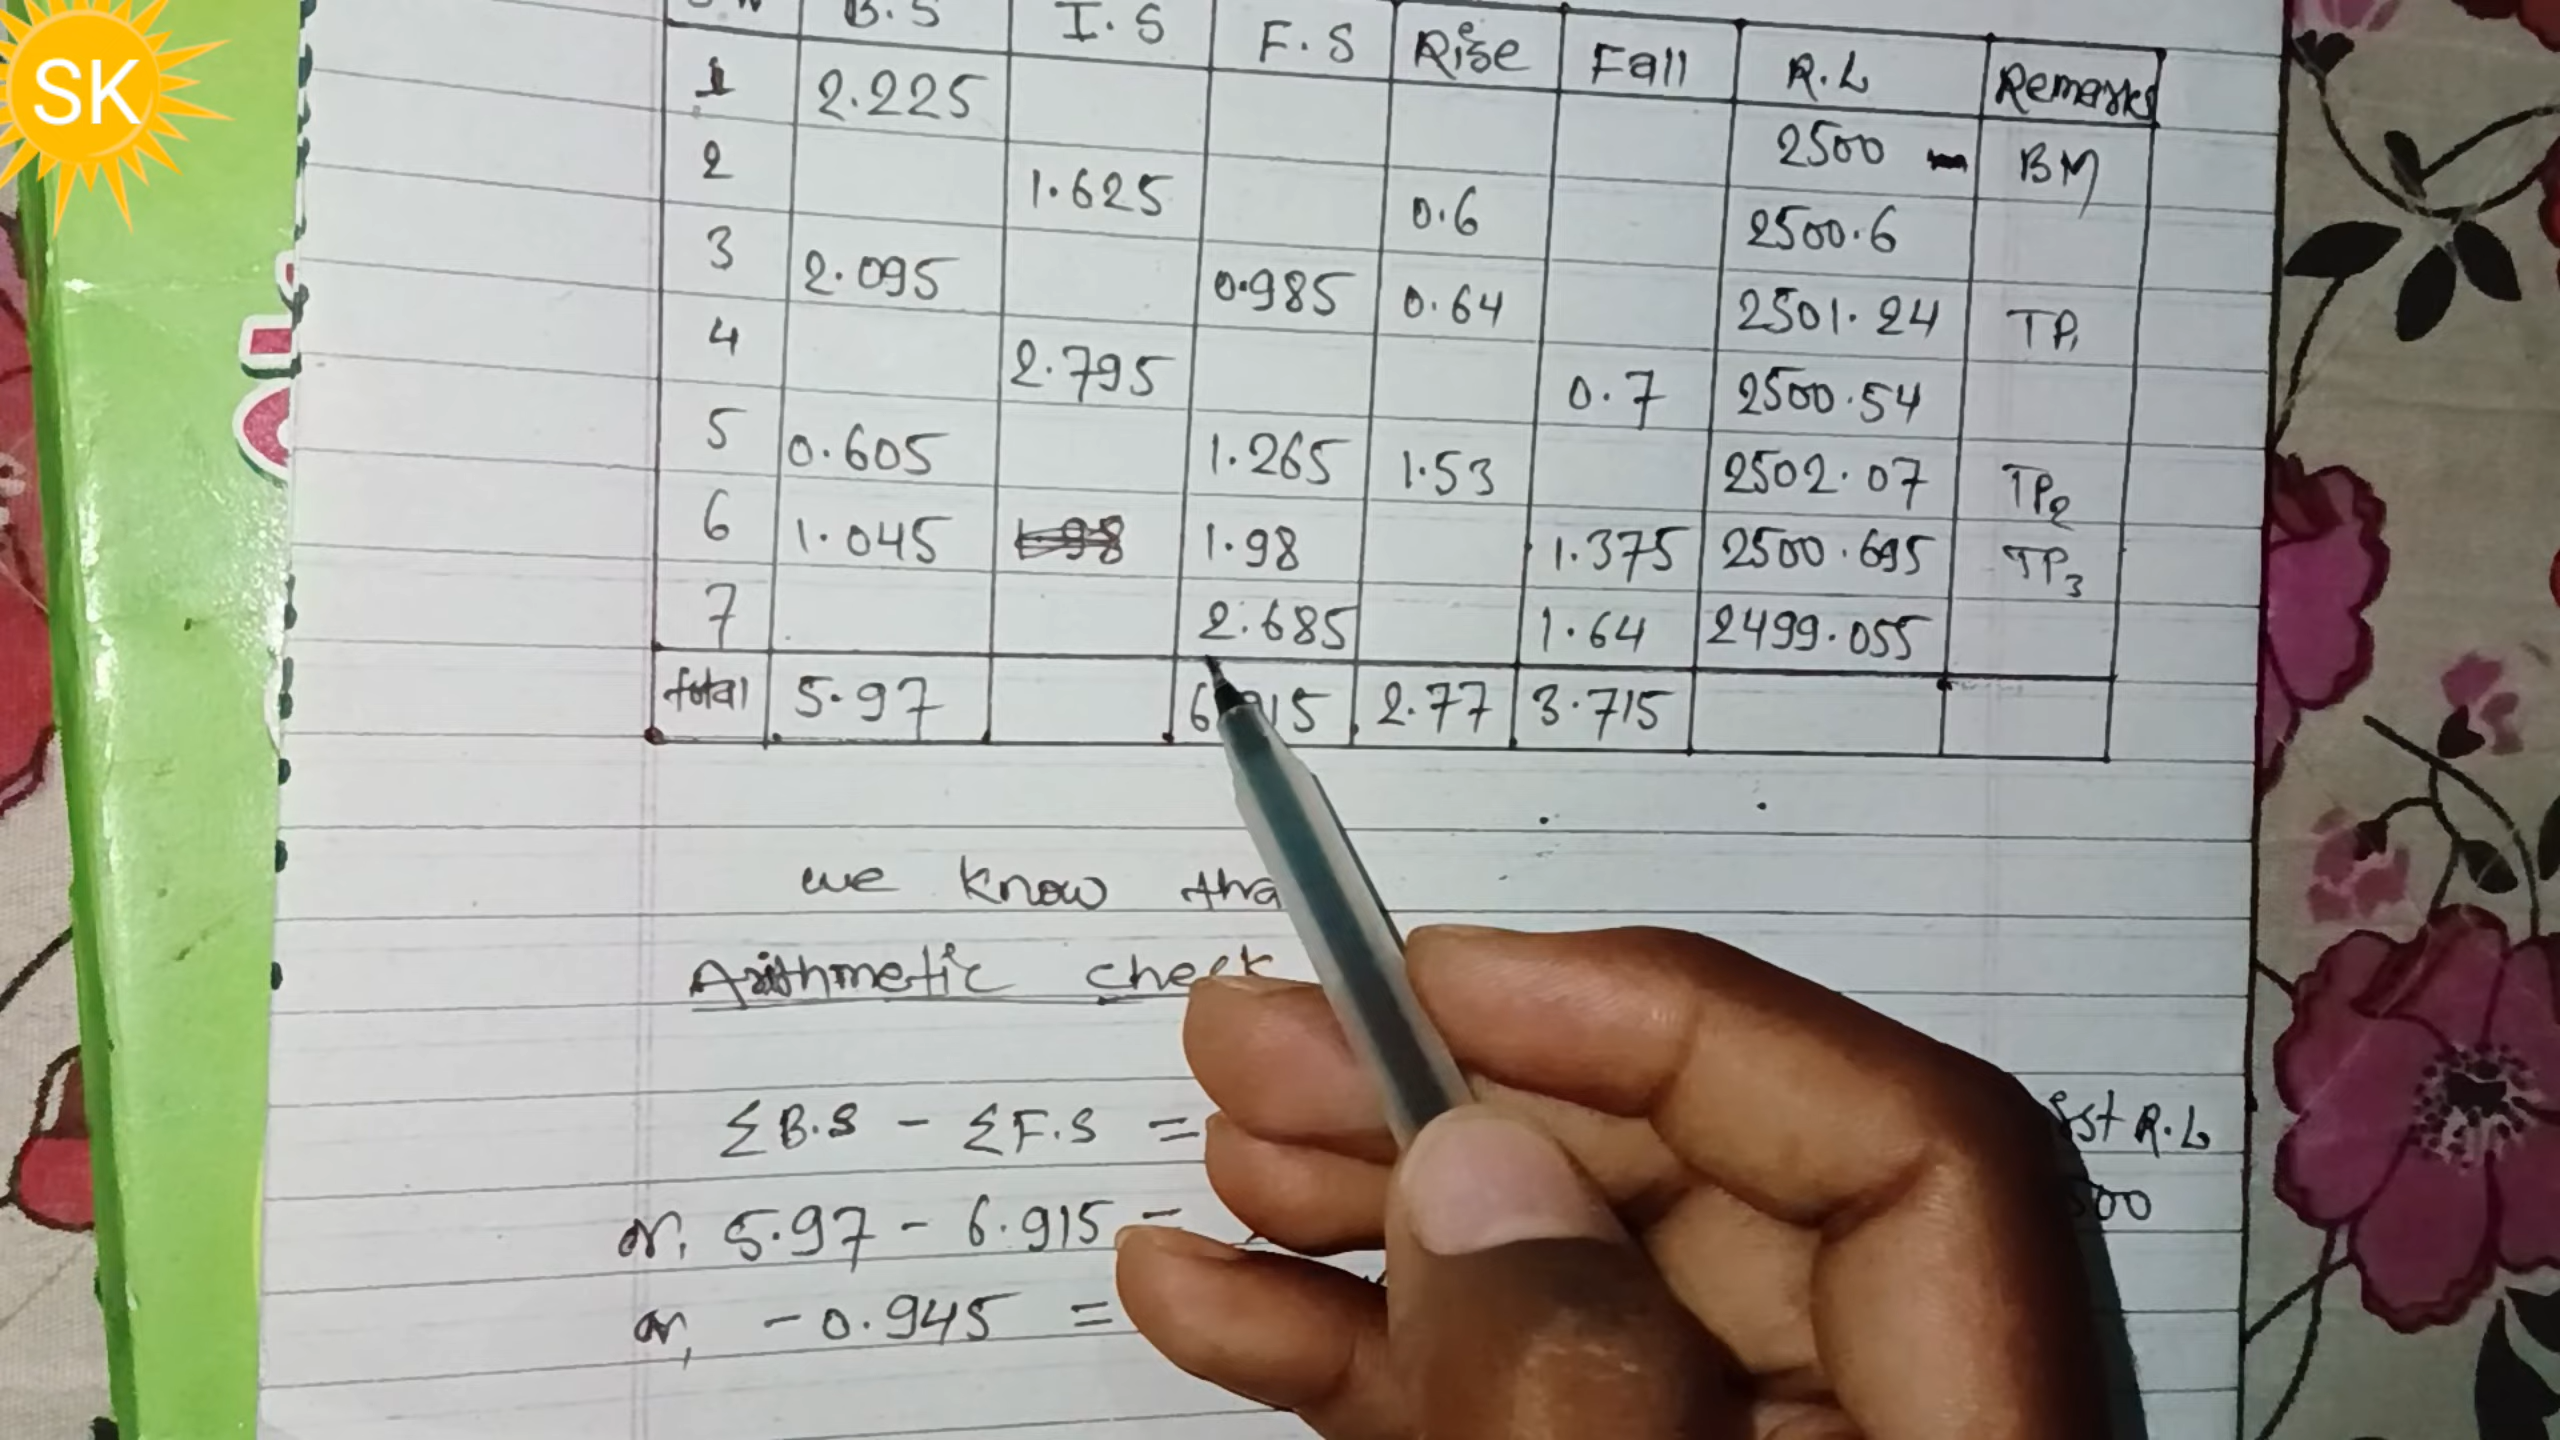 SK
B.S I.S F.S Rise Fall R.L Remarks
1 2.225 2500 - BM
2 1.625 0.6 2500.6
3 2.095 0.985 0.64 2501.24 TP1
4 2.795 0.7 2500.54
5 0.605 1.265 1.53 2502.07 TP2
6 1.045 1.98 1.98 1.375 2500.695 TP3
7 2.685 1.64 2499.055
total 5.97 2.77 3.715
we know
Arithmetic check
ΣB.S - ΣF.S = R.L
or, 5.97 - 6.915 =
or, -0.945 =